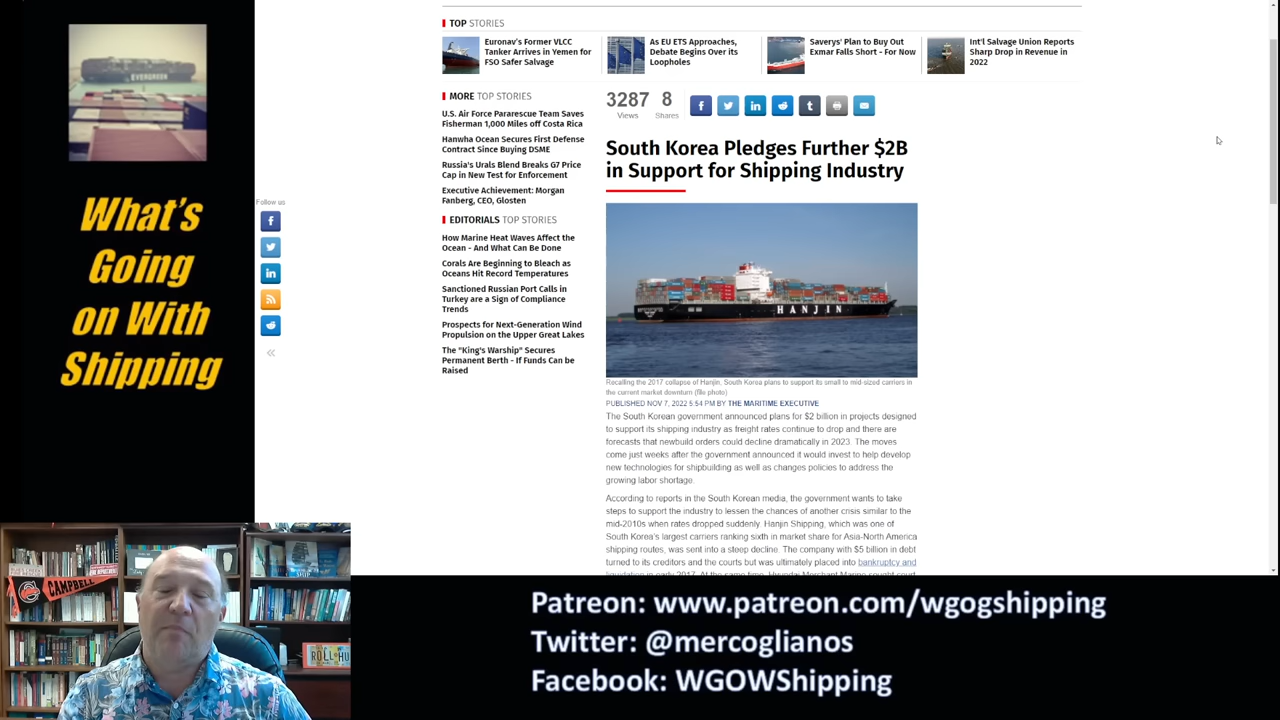 EVERGREEN
What's
Going
on With
Shipping
Follow us
TOP STORIES
Euronav's Former VLCC
Tanker Arrives in Yemen for
FSO Safer Salvage
As EU ETS Approaches,
Debate Begins Over its
Loopholes
Saverys' Plan to Buy Out
Exmar Falls Short - For Now
Int'l Salvage Union Reports
Sharp Drop in Revenue in
2022
MORE TOP STORIES
U.S. Air Force Pararescue Team Saves
Fisherman 1,000 Miles off Costa Rica
Hanwha Ocean Secures First Defense
Contract Since Buying DSME
Russia's Urals Blend Breaks G7 Price
Cap in New Test for Enforcement
Executive Achievement: Morgan
Fanberg, CEO, Glosten
EDITORIALS TOP STORIES
How Marine Heat Waves Affect the
Ocean - And What Can Be Done
Corals Are Beginning to Bleach as
Oceans Hit Record Temperatures
Sanctioned Russian Port Calls in
Turkey are a Sign of Compliance
Trends
Prospects for Next-Generation Wind
Propulsion on the Upper Great Lakes
The "King's Warship" Secures
Permanent Berth - If Funds Can be
Raised
3287 8
Views Shares
South Korea Pledges Further $2B
in Support for Shipping Industry
HANJIN
Recalling the 2017 collapse of Hanjin, South Korea plans to support its small to mid-sized carriers in
the current market downturn (file photo)
PUBLISHED NOV 7, 2022 5:54 PM BY THE MARITIME EXECUTIVE
The South Korean government announced plans for $2 billion in projects designed
to support its shipping industry as freight rates continue to drop and there are
forecasts that newbuild orders could decline dramatically in 2023. The moves
come just weeks after the government announced it would invest to help develop
new technologies for shipbuilding as well as changes policies to address the
growing labor shortage.
According to reports in the South Korean media, the government wants to take
steps to support the industry to lessen the chances of another crisis similar to the
mid-2010s when rates dropped suddenly. Hanjin Shipping, which was one of
South Korea's largest carriers ranking sixth in market share for Asia-North America
shipping routes, was sent into a steep decline. The company with $5 billion in debt
turned to its creditors and the courts but was ultimately placed into bankruptcy and
liquidation in early 2017. At the same time, Hyundai Merchant Marine sought court
CAMPBELL
ROLL HU
Patreon: www.patreon.com/wgogshipping
Twitter: @mercoglianos
Facebook: WGOWShipping